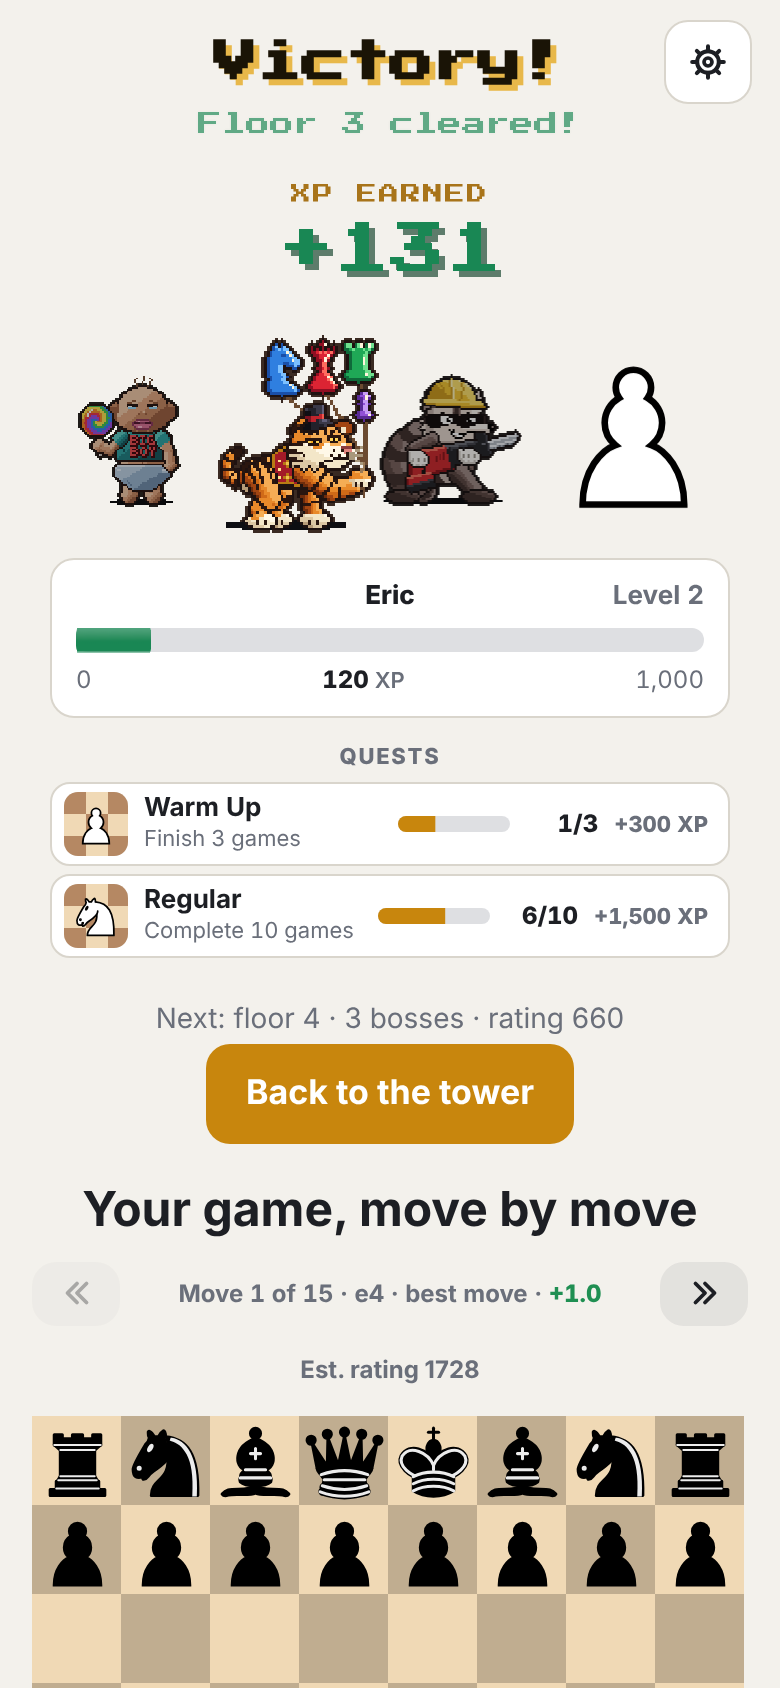 Victory!
Floor 3 cleared!
XP EARNED
+131
BIG
BOY
Eric
Level 2
0
120 XP
1,000
QUESTS
Warm Up
Finish 3 games
1/3
+300 XP
Regular
Complete 10 games
6/10
+1,500 XP
Next: floor 4 · 3 bosses · rating 660
Back to the tower
Your game, move by move
Move 1 of 15 · e4 · best move · +1.0
Est. rating 1728